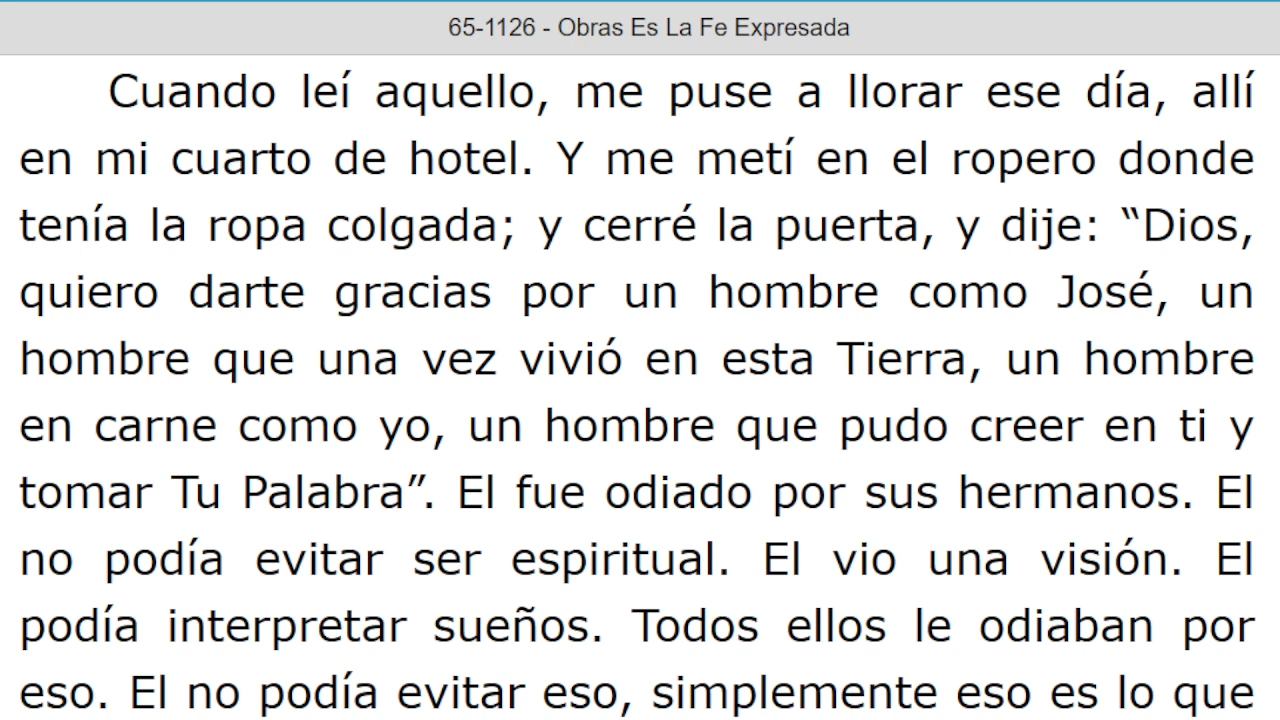 65-1126 - Obras Es La Fe Expresada
Cuando leí aquello, me puse a llorar ese día, allí
en mi cuarto de hotel. Y me metí en el ropero donde
tenía la ropa colgada; y cerré la puerta, y dije: “Dios,
quiero darte gracias por un hombre como José, un
hombre que una vez vivió en esta Tierra, un hombre
en carne como yo, un hombre que pudo creer en ti y
tomar Tu Palabra”. El fue odiado por sus hermanos. El
no podía evitar ser espiritual. El vio una visión. El
podía interpretar sueños. Todos ellos le odiaban por
eso. El no podía evitar eso, simplemente eso es lo que